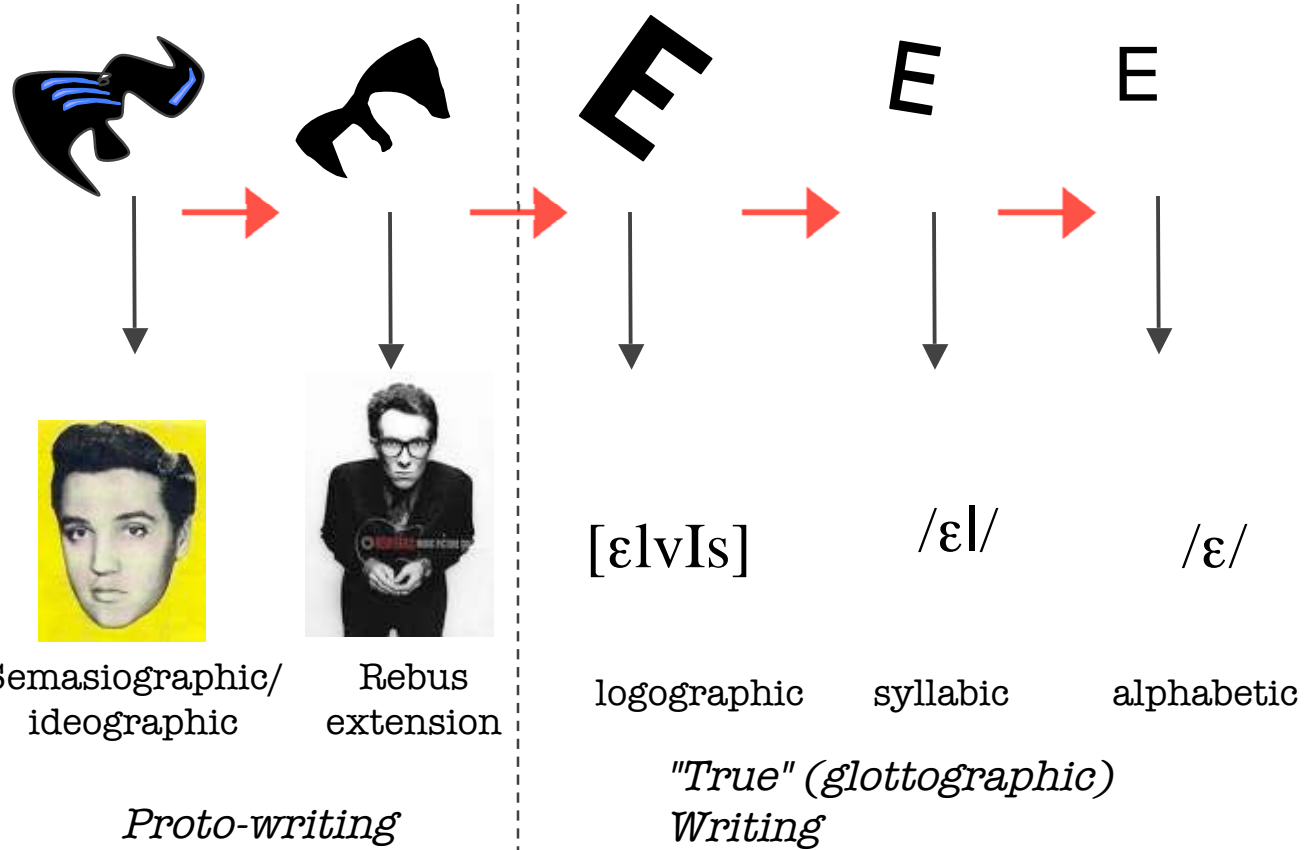 E
E
E
[ɛlvIs]
/ɛl/
/ɛ/
Semasiographic/
ideographic
Rebus
extension
logographic
syllabic
alphabetic
"True" (glottographic)
Writing
Proto-writing